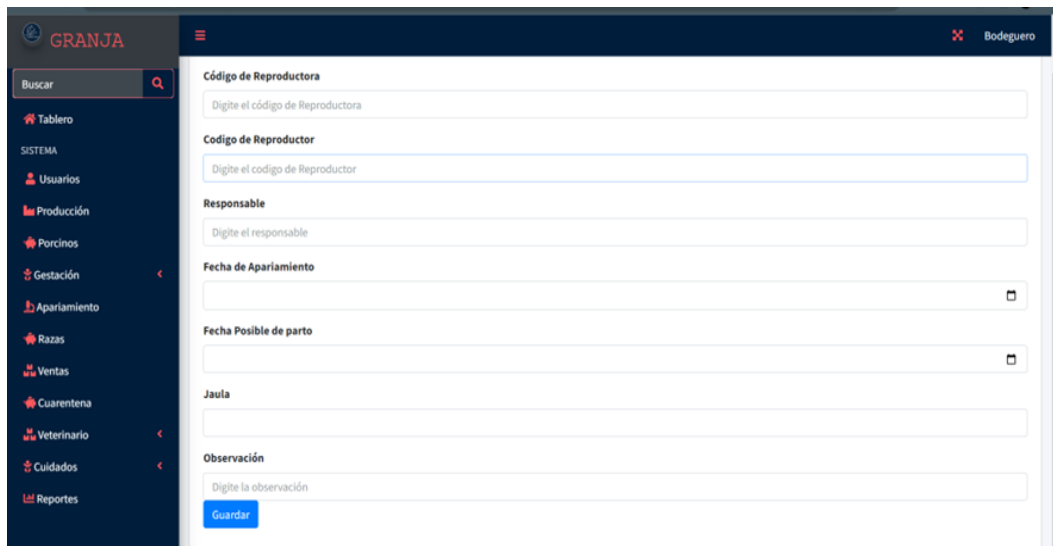 GRANJA
Bodeguero
Buscar
Tablero
SISTEMA
Usuarios
Producción
Porcinos
Gestación
Apariamiento
Razas
Ventas
Cuarentena
Veterinario
Cuidados
Reportes
Código de Reproductora
Digite el código de Reproductora
Codigo de Reproductor
Digite el codigo de Reproductor
Responsable
Digite el responsable
Fecha de Apariamiento
Fecha Posible de parto
Jaula
Observación
Digite la observación
Guardar